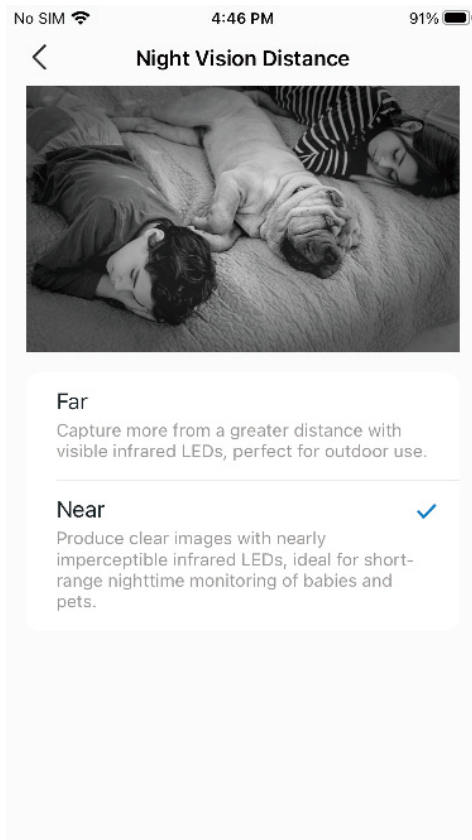 No SIM 4:46 PM 91%
Night Vision Distance
Far
Capture more from a greater distance with
visible infrared LEDs, perfect for outdoor use.
Near
Produce clear images with nearly
imperceptible infrared LEDs, ideal for short-
range nighttime monitoring of babies and
pets.